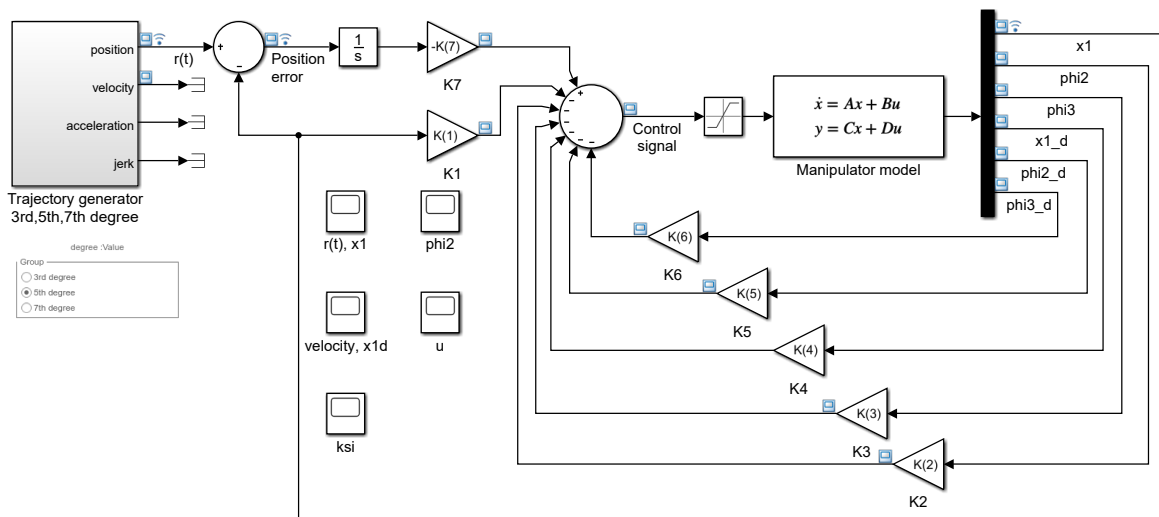 position
velocity
acceleration
jerk
Trajectory generator
3rd,5th,7th degree
degree :Value
Group
3rd degree
5th degree
7th degree
r(t)
+
−
Position
error
1
s
-K(7)
K7
K(1)
K1
r(t), x1
phi2
velocity, x1d
u
ksi
+
−
−
−
−
−
−
Control
signal
ẋ = Ax + Bu
y = Cx + Du
Manipulator model
x1
phi2
phi3
x1_d
phi2_d
phi3_d
K(6)
K6
K(5)
K5
K(4)
K4
K(3)
K3
K(2)
K2